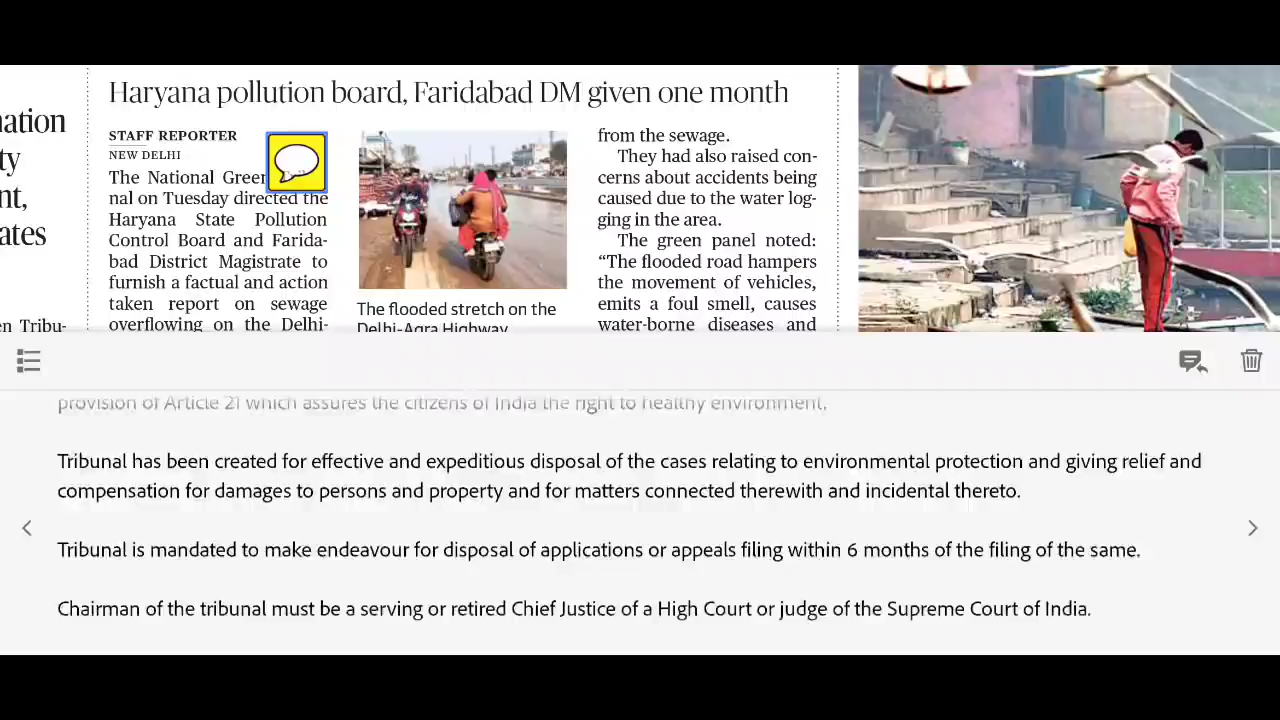 Haryana pollution board, Faridabad DM given one month
nation
ty
nt,
ates
en Tribu-
STAFF REPORTER
NEW DELHI
The National Green
nal on Tuesday directed the
Haryana State Pollution
Control Board and Farida-
bad District Magistrate to
furnish a factual and action
taken report on sewage
overflowing on the Delhi-
The flooded stretch on the
Delhi-Agra Highway
from the sewage.
They had also raised con-
cerns about accidents being
caused due to the water log-
ging in the area.
The green panel noted:
“The flooded road hampers
the movement of vehicles,
emits a foul smell, causes
water-borne diseases and
provision of Article 21 which assures the citizens of India the right to healthy environment.
Tribunal has been created for effective and expeditious disposal of the cases relating to environmental protection and giving relief and
compensation for damages to persons and property and for matters connected therewith and incidental thereto.
Tribunal is mandated to make endeavour for disposal of applications or appeals filing within 6 months of the filing of the same.
Chairman of the tribunal must be a serving or retired Chief Justice of a High Court or judge of the Supreme Court of India.